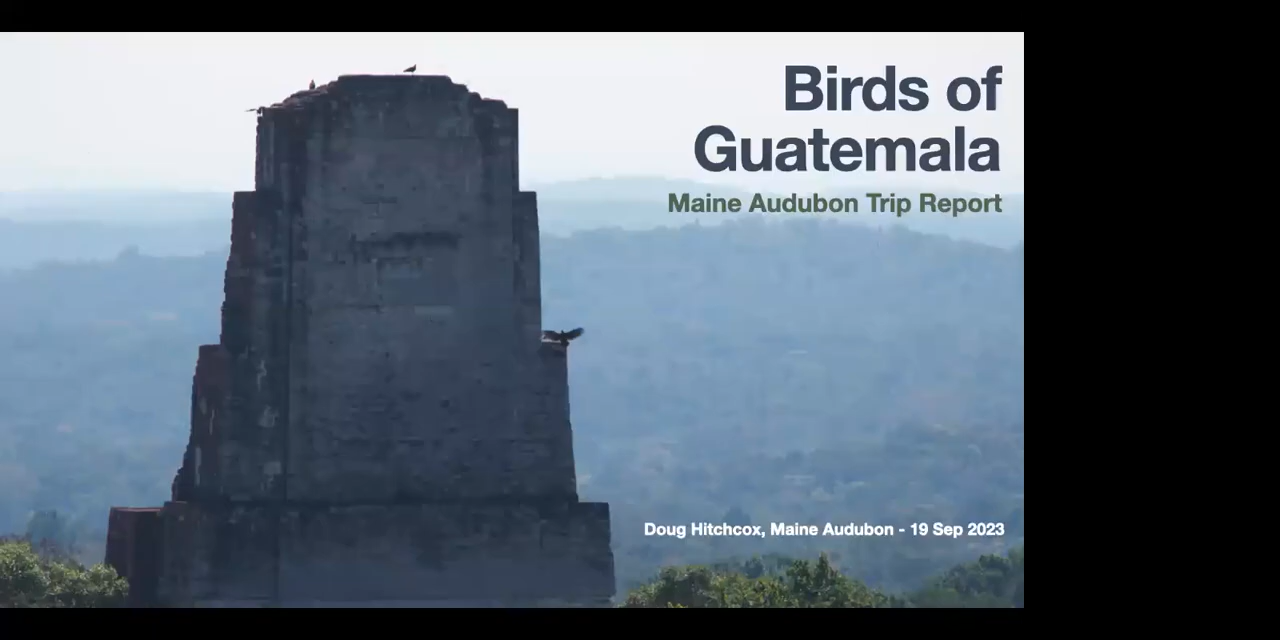 Birds of
Guatemala
Maine Audubon Trip Report
Doug Hitchcox, Maine Audubon - 19 Sep 2023